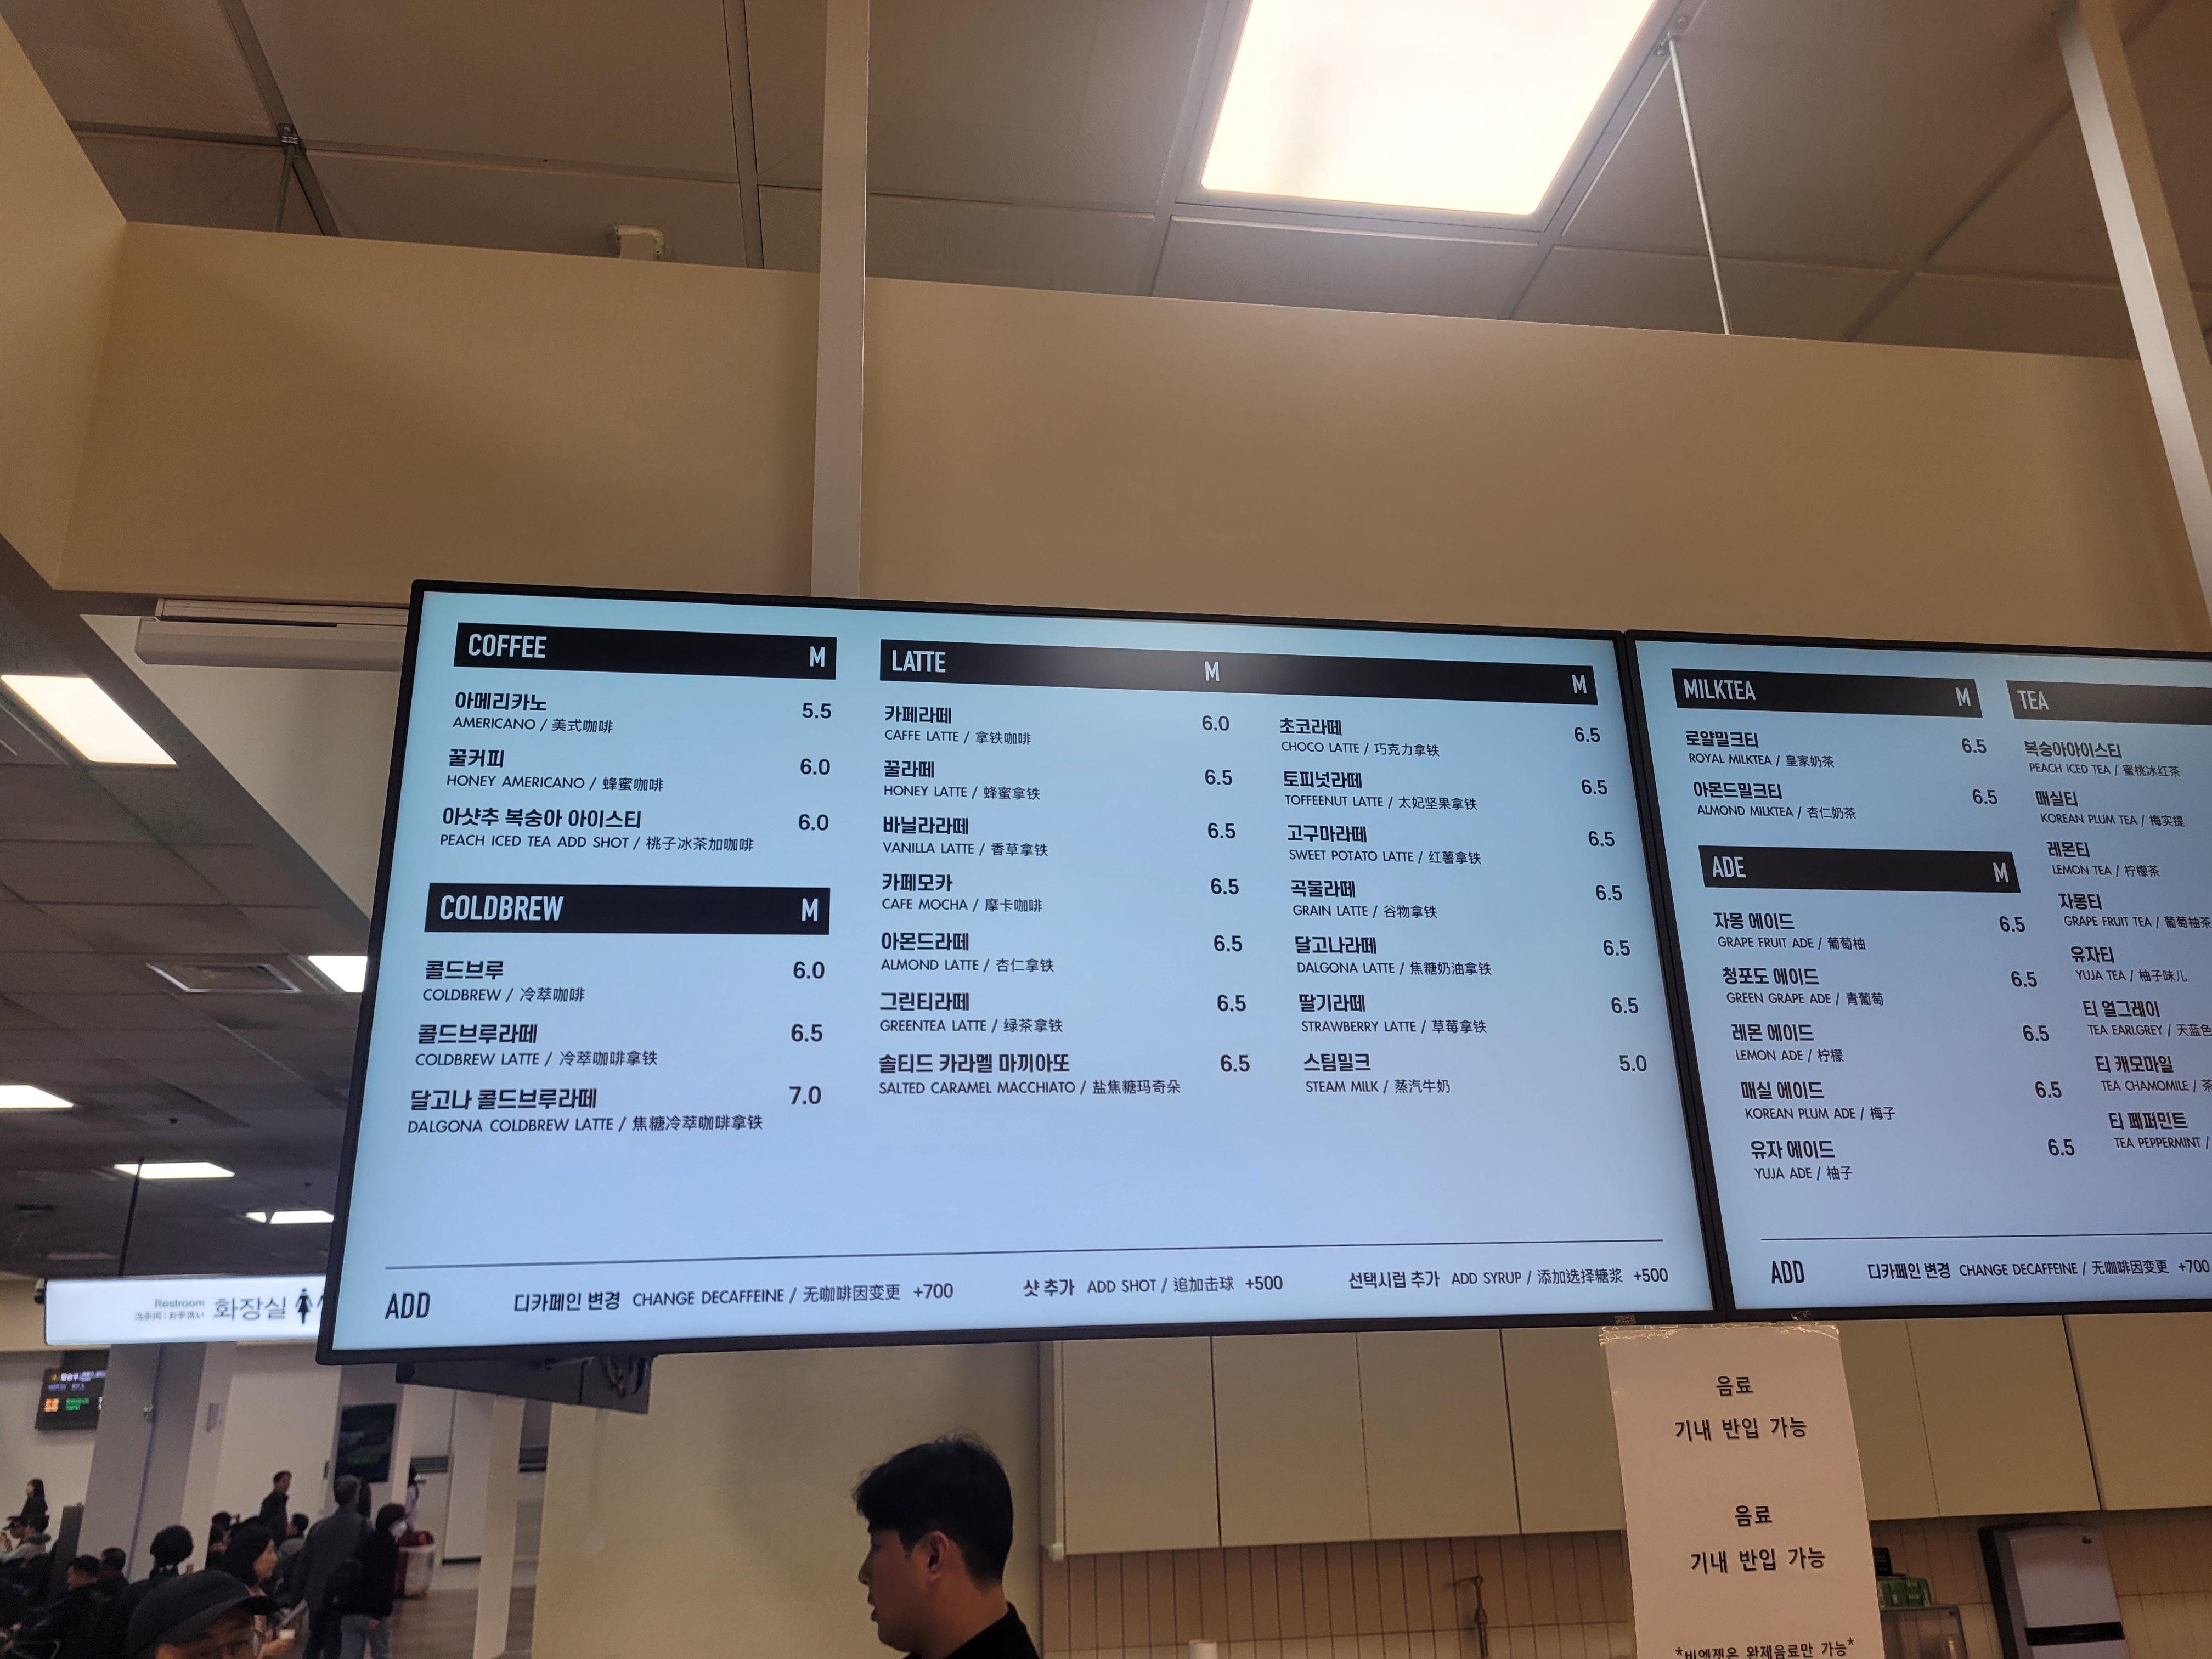 COFFEE M
아메리카노 5.5
AMERICANO / 美式咖啡
꿀커피 6.0
HONEY AMERICANO / 蜂蜜咖啡
아샷추 복숭아 아이스티 6.0
PEACH ICED TEA ADD SHOT / 桃子冰茶加咖啡
COLDBREW M
콜드브루 6.0
COLDBREW / 冷萃咖啡
콜드브루라떼 6.5
COLDBREW LATTE / 冷萃咖啡拿铁
달고나 콜드브루라떼 7.0
DALGONA COLDBREW LATTE / 焦糖冷萃咖啡拿铁
LATTE M M
카페라떼 6.0
CAFFE LATTE / 拿铁咖啡
꿀라떼 6.5
HONEY LATTE / 蜂蜜拿铁
바닐라라떼 6.5
VANILLA LATTE / 香草拿铁
카페모카 6.5
CAFE MOCHA / 摩卡咖啡
아몬드라떼 6.5
ALMOND LATTE / 杏仁拿铁
그린티라떼 6.5
GREENTEA LATTE / 绿茶拿铁
솔티드 카라멜 마끼아또 6.5
SALTED CARAMEL MACCHIATO / 盐焦糖玛奇朵
초코라떼 6.5
CHOCO LATTE / 巧克力拿铁
토피넛라떼 6.5
TOFFEENUT LATTE / 太妃坚果拿铁
고구마라떼 6.5
SWEET POTATO LATTE / 红薯拿铁
곡물라떼 6.5
GRAIN LATTE / 谷物拿铁
달고나라떼 6.5
DALGONA LATTE / 焦糖奶油拿铁
딸기라떼 6.5
STRAWBERRY LATTE / 草莓拿铁
스팀밀크 5.0
STEAM MILK / 蒸汽牛奶
ADD 디카페인 변경 CHANGE DECAFFEINE / 无咖啡因变更 +700 샷 추가 ADD SHOT / 追加击球 +500 선택시럽 추가 ADD SYRUP / 添加选择糖浆 +500
MILKTEA M
로얄밀크티 6.5
ROYAL MILKTEA / 皇家奶茶
아몬드밀크티 6.5
ALMOND MILKTEA / 杏仁奶茶
ADE M
자몽 에이드 6.5
GRAPE FRUIT ADE / 葡萄柚
청포도 에이드 6.5
GREEN GRAPE ADE / 青葡萄
레몬 에이드 6.5
LEMON ADE / 柠檬
매실 에이드 6.5
KOREAN PLUM ADE / 梅子
유자 에이드 6.5
YUJA ADE / 柚子
TEA
복숭아아이스티
PEACH ICED TEA / 蜜桃冰红茶
매실티
KOREAN PLUM TEA / 梅实提
레몬티
LEMON TEA / 柠檬茶
자몽티
GRAPE FRUIT TEA / 葡萄柚茶
유자티
YUJA TEA / 柚子味儿
티 얼그레이
TEA EARLGREY / 天蓝色
티 캐모마일
TEA CHAMOMILE / 茶
티 페퍼민트
TEA PEPPERMINT /
ADD 디카페인 변경 CHANGE DECAFFEINE / 无咖啡因变更 +700
Restroom
洗手间 | お手洗い
화장실
음료
기내 반입 가능
음료
기내 반입 가능
*비엣젯은 완제음료만 가능*